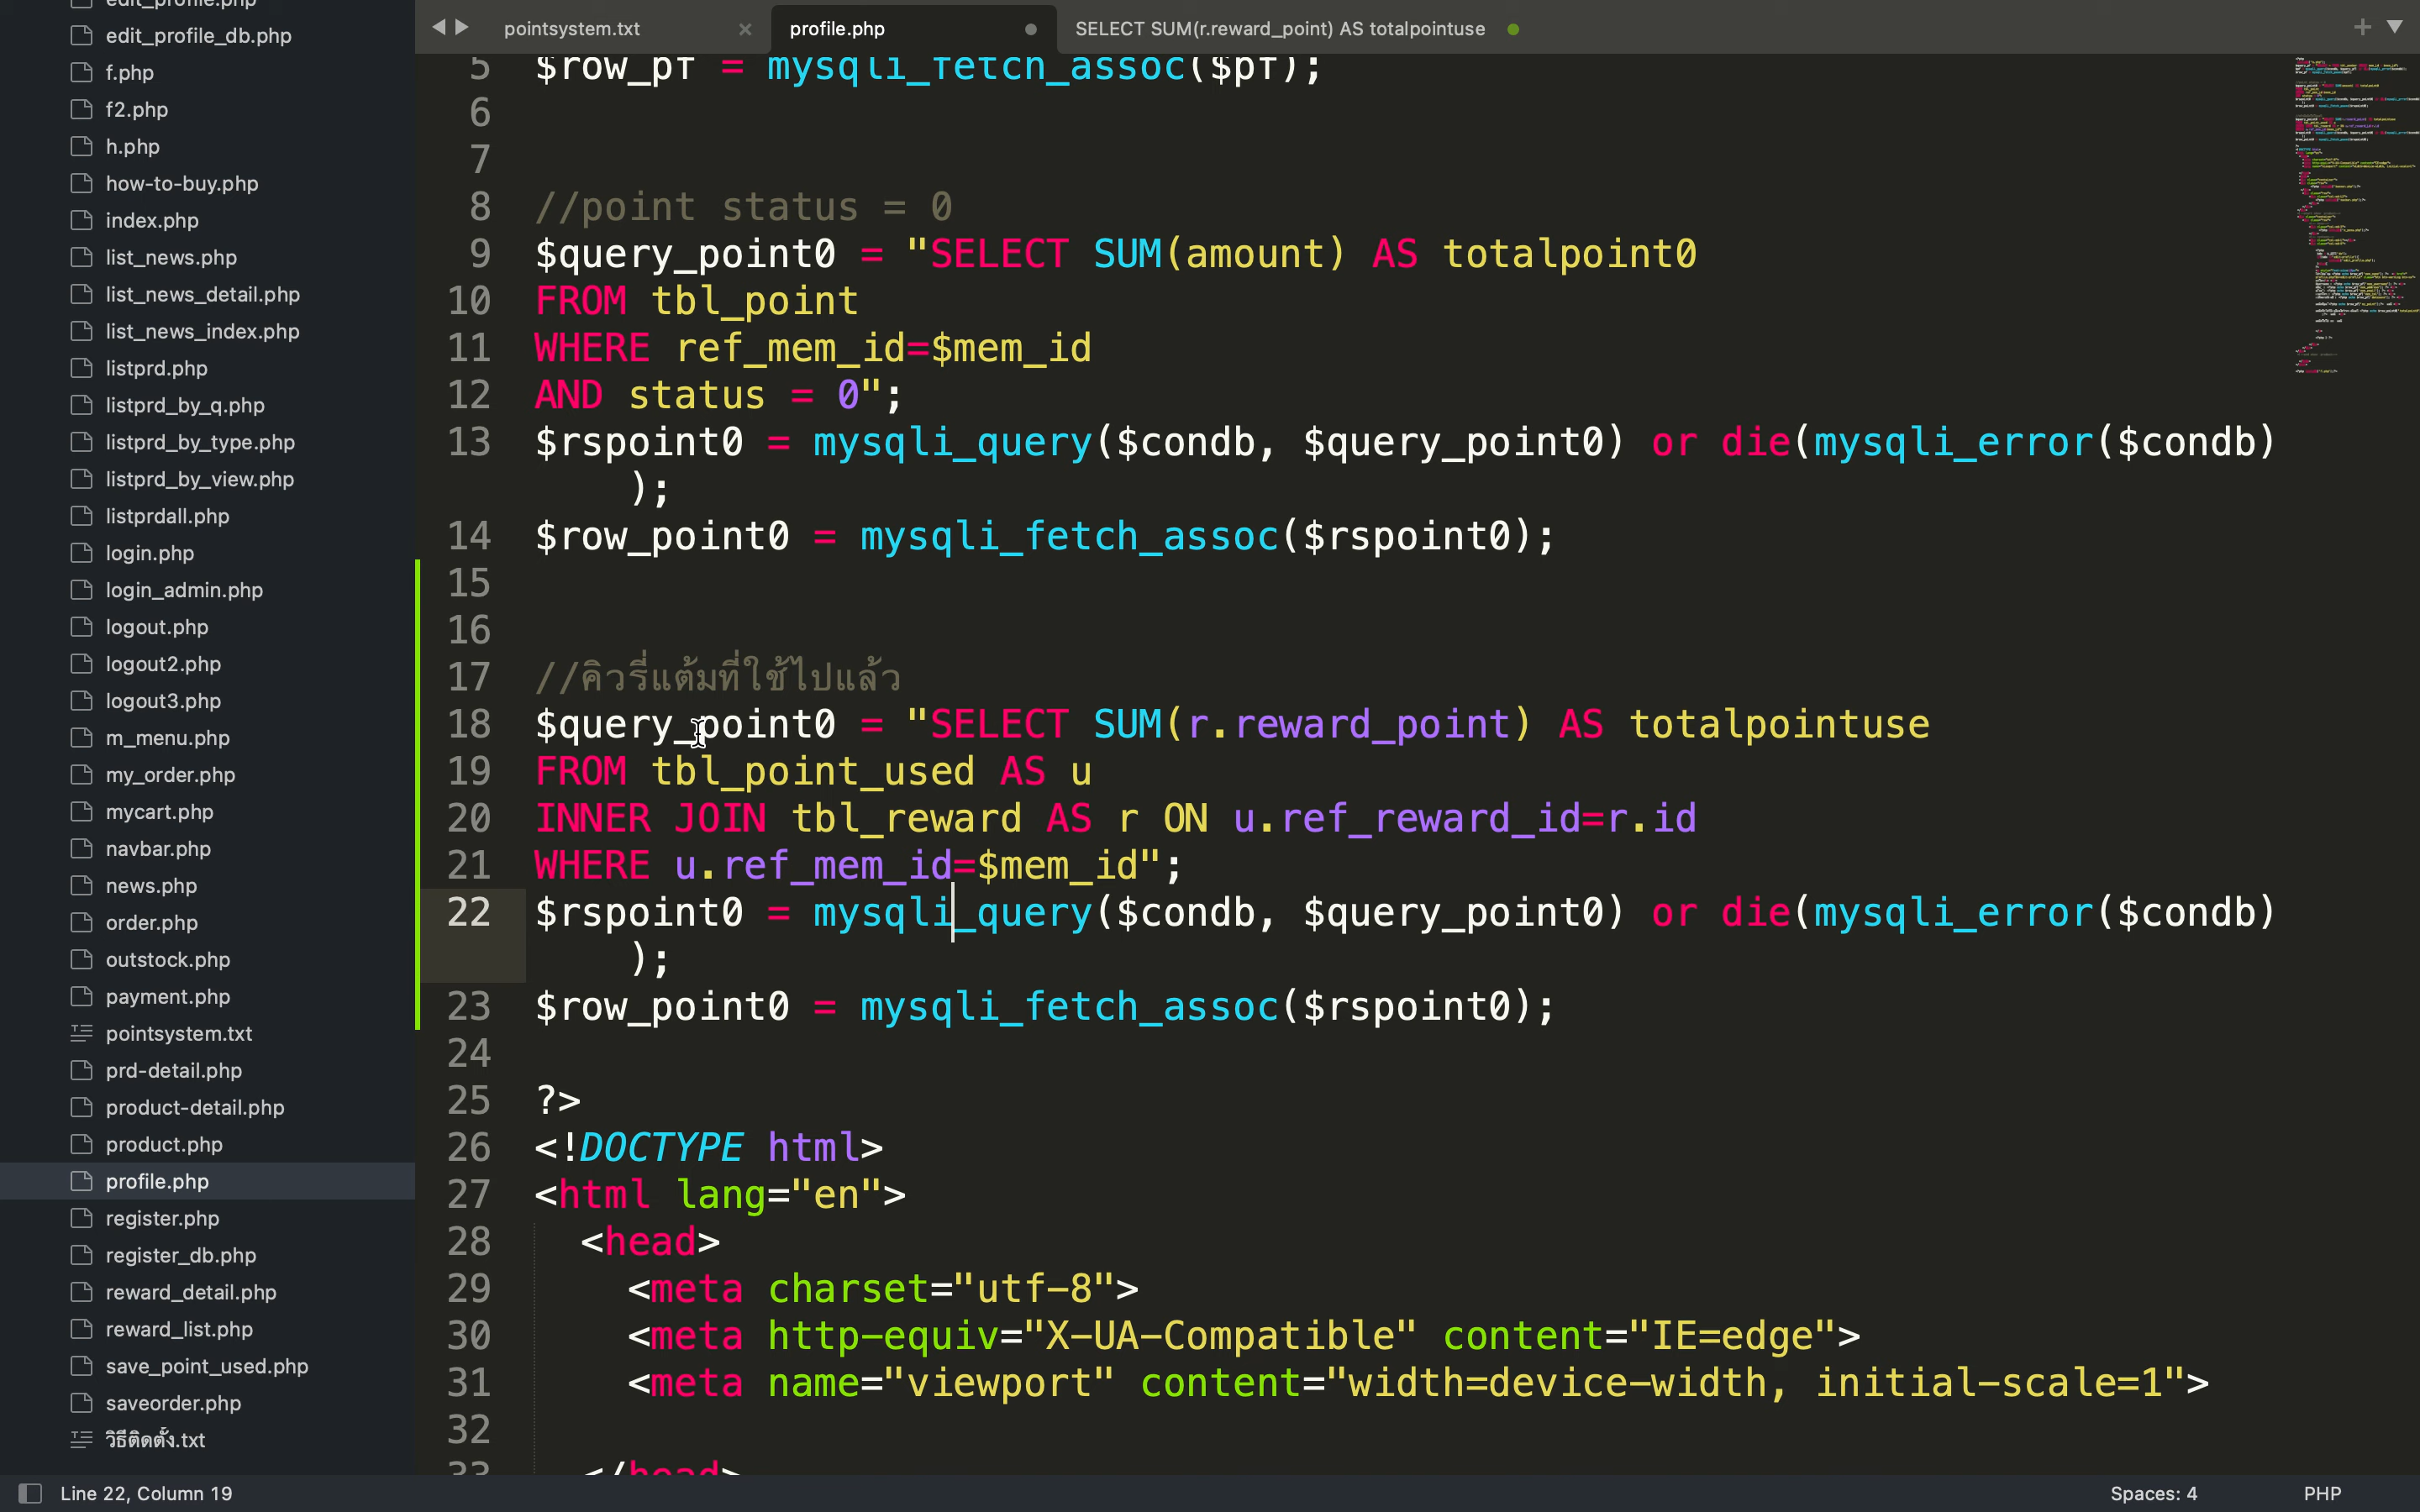 edit_profile.php
edit_profile_db.php
f.php
f2.php
h.php
how-to-buy.php
index.php
list_news.php
list_news_detail.php
list_news_index.php
listprd.php
listprd_by_q.php
listprd_by_type.php
listprd_by_view.php
listprdall.php
login.php
login_admin.php
logout.php
logout2.php
logout3.php
m_menu.php
my_order.php
mycart.php
navbar.php
news.php
order.php
outstock.php
payment.php
pointsystem.txt
prd-detail.php
product-detail.php
product.php
profile.php
register.php
register_db.php
reward_detail.php
reward_list.php
save_point_used.php
saveorder.php
วิธีติดตั้ง.txt
pointsystem.txt
profile.php
SELECT SUM(r.reward_point) AS totalpointuse
5 $row_pf = mysqli_fetch_assoc($pf);
6
7
8 //point status = 0
9 $query_point0 = "SELECT SUM(amount) AS totalpoint0
10 FROM tbl_point
11 WHERE ref_mem_id=$mem_id
12 AND status = 0";
13 $rspoint0 = mysqli_query($condb, $query_point0) or die(mysqli_error($condb)
);
14 $row_point0 = mysqli_fetch_assoc($rspoint0);
15
16
17 //คิวรี่แต้มที่ใช้ไปแล้ว
18 $query_point0 = "SELECT SUM(r.reward_point) AS totalpointuse
19 FROM tbl_point_used AS u
20 INNER JOIN tbl_reward AS r ON u.ref_reward_id=r.id
21 WHERE u.ref_mem_id=$mem_id";
22 $rspoint0 = mysqli_query($condb, $query_point0) or die(mysqli_error($condb)
);
23 $row_point0 = mysqli_fetch_assoc($rspoint0);
24
25 ?>
26 <!DOCTYPE html>
27 <html lang="en">
28 <head>
29 <meta charset="utf-8">
30 <meta http-equiv="X-UA-Compatible" content="IE=edge">
31 <meta name="viewport" content="width=device-width, initial-scale=1">
32
33 </head>
Line 22, Column 19
Spaces: 4
PHP